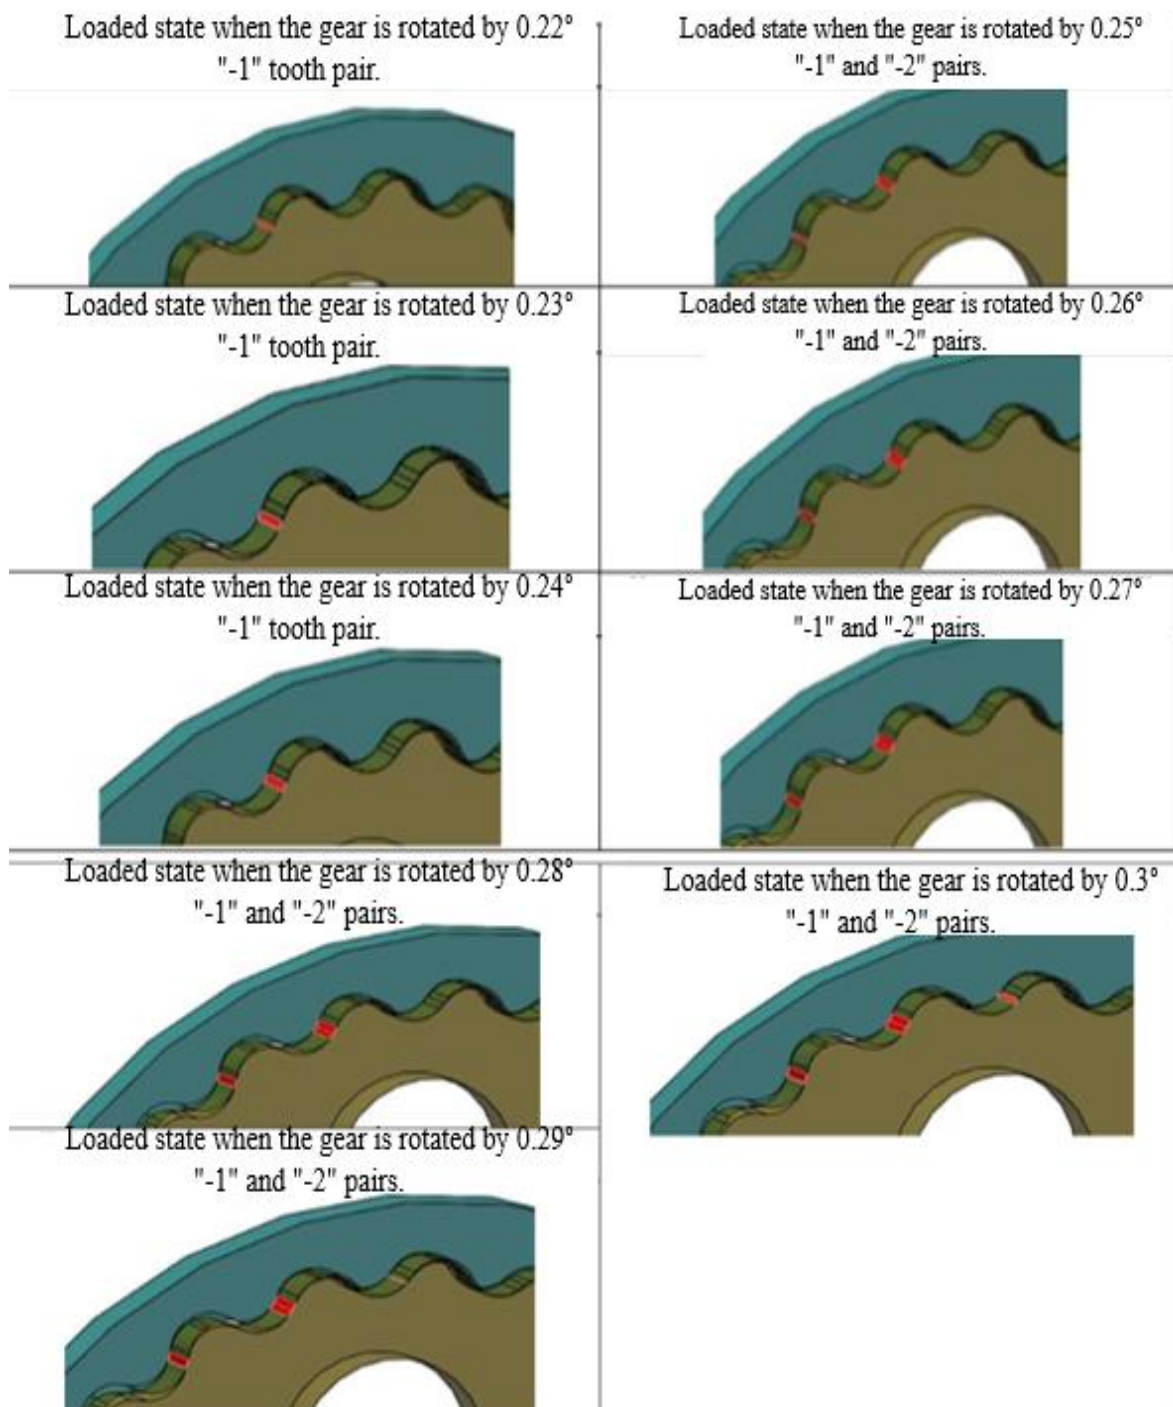 Loaded state when the gear is rotated by 0.22°
"-1" tooth pair.
Loaded state when the gear is rotated by 0.25°
"-1" and "-2" pairs.
Loaded state when the gear is rotated by 0.23°
"-1" tooth pair.
Loaded state when the gear is rotated by 0.26°
"-1" and "-2" pairs.
Loaded state when the gear is rotated by 0.24°
"-1" tooth pair.
Loaded state when the gear is rotated by 0.27°
"-1" and "-2" pairs.
Loaded state when the gear is rotated by 0.28°
"-1" and "-2" pairs.
Loaded state when the gear is rotated by 0.3°
"-1" and "-2" pairs.
Loaded state when the gear is rotated by 0.29°
"-1" and "-2" pairs.